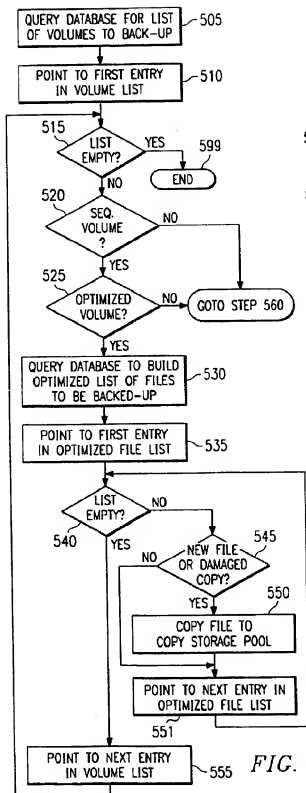 QUERY DATABASE FOR LIST
OF VOLUMES TO BACK-UP
505
POINT TO FIRST ENTRY
IN VOLUME LIST
510
515
LIST
EMPTY?
YES
599
END
NO
520
SEQ.
VOLUME
?
NO
YES
525
OPTIMIZED
VOLUME?
NO
GOTO STEP 560
YES
QUERY DATABASE TO BUILD
OPTIMIZED LIST OF FILES
TO BE BACKED-UP
530
POINT TO FIRST ENTRY
IN OPTIMIZED FILE LIST
535
LIST
EMPTY?
NO
540
YES
545
NEW FILE
OR DAMAGED
COPY?
NO
YES
550
COPY FILE TO
COPY STORAGE POOL
POINT TO NEXT ENTRY IN
OPTIMIZED FILE LIST
551
POINT TO NEXT ENTRY
IN VOLUME LIST
555
FIG.